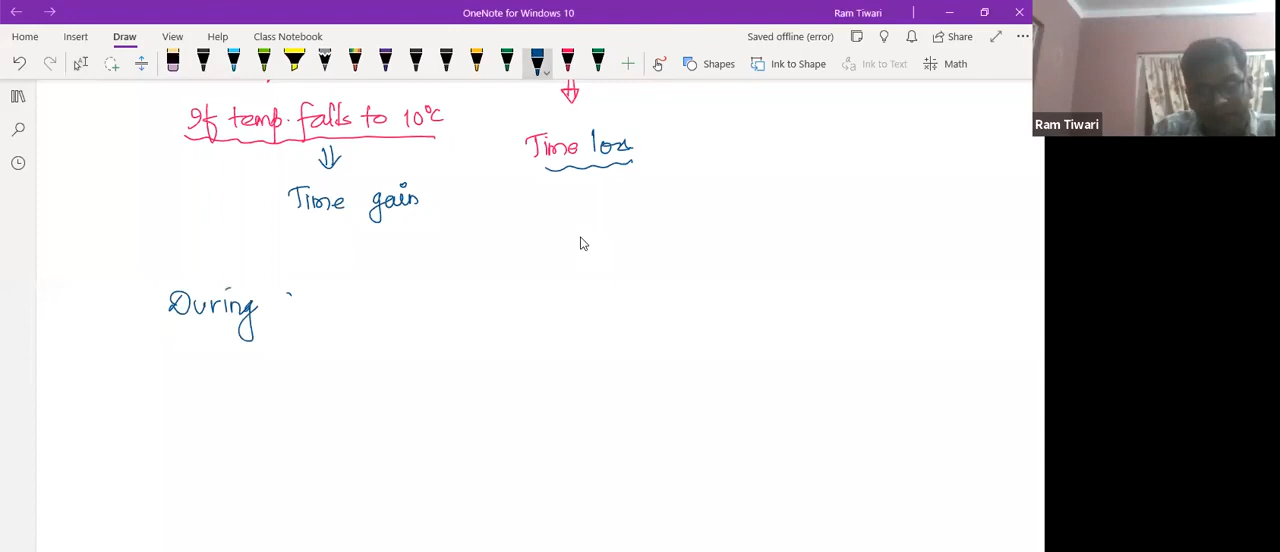 OneNote for Windows 10
Ram Tiwari
Home Insert Draw View Help Class Notebook
Saved offline (error)
Share
Shapes
Ink to Shape
Ink to Text
Math
Ram Tiwari
If temp. falls to 10°C
Time loss
Time gain
During